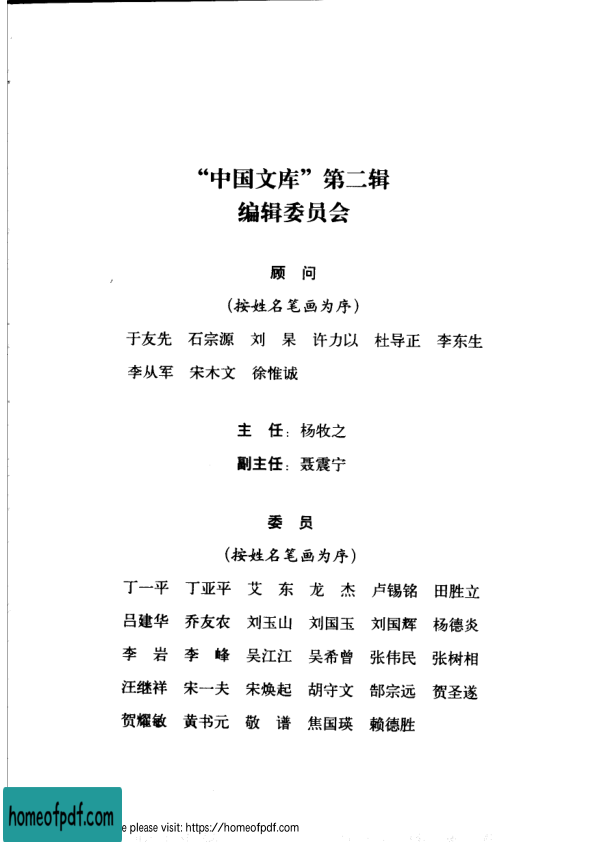 “中国文库”第二辑
编辑委员会
顾 问
(按姓名笔画为序)
于友先 石宗源 刘 杲 许力以 杜导正 李东生
李从军 宋木文 徐惟诚
主 任：杨牧之
副主任：聂震宁
委 员
(按姓名笔画为序)
丁一平 丁亚平 艾 东 龙 杰 卢锡铭 田胜立
吕建华 乔友农 刘玉山 刘国玉 刘国辉 杨德炎
李 岩 李 峰 吴江江 吴希曾 张伟民 张树相
汪继祥 宋一夫 宋焕起 胡守文 郜宗远 贺圣遂
贺耀敏 黄书元 敬 谱 焦国瑛 赖德胜
homeofpdf.com
e please visit: https://homeofpdf.com